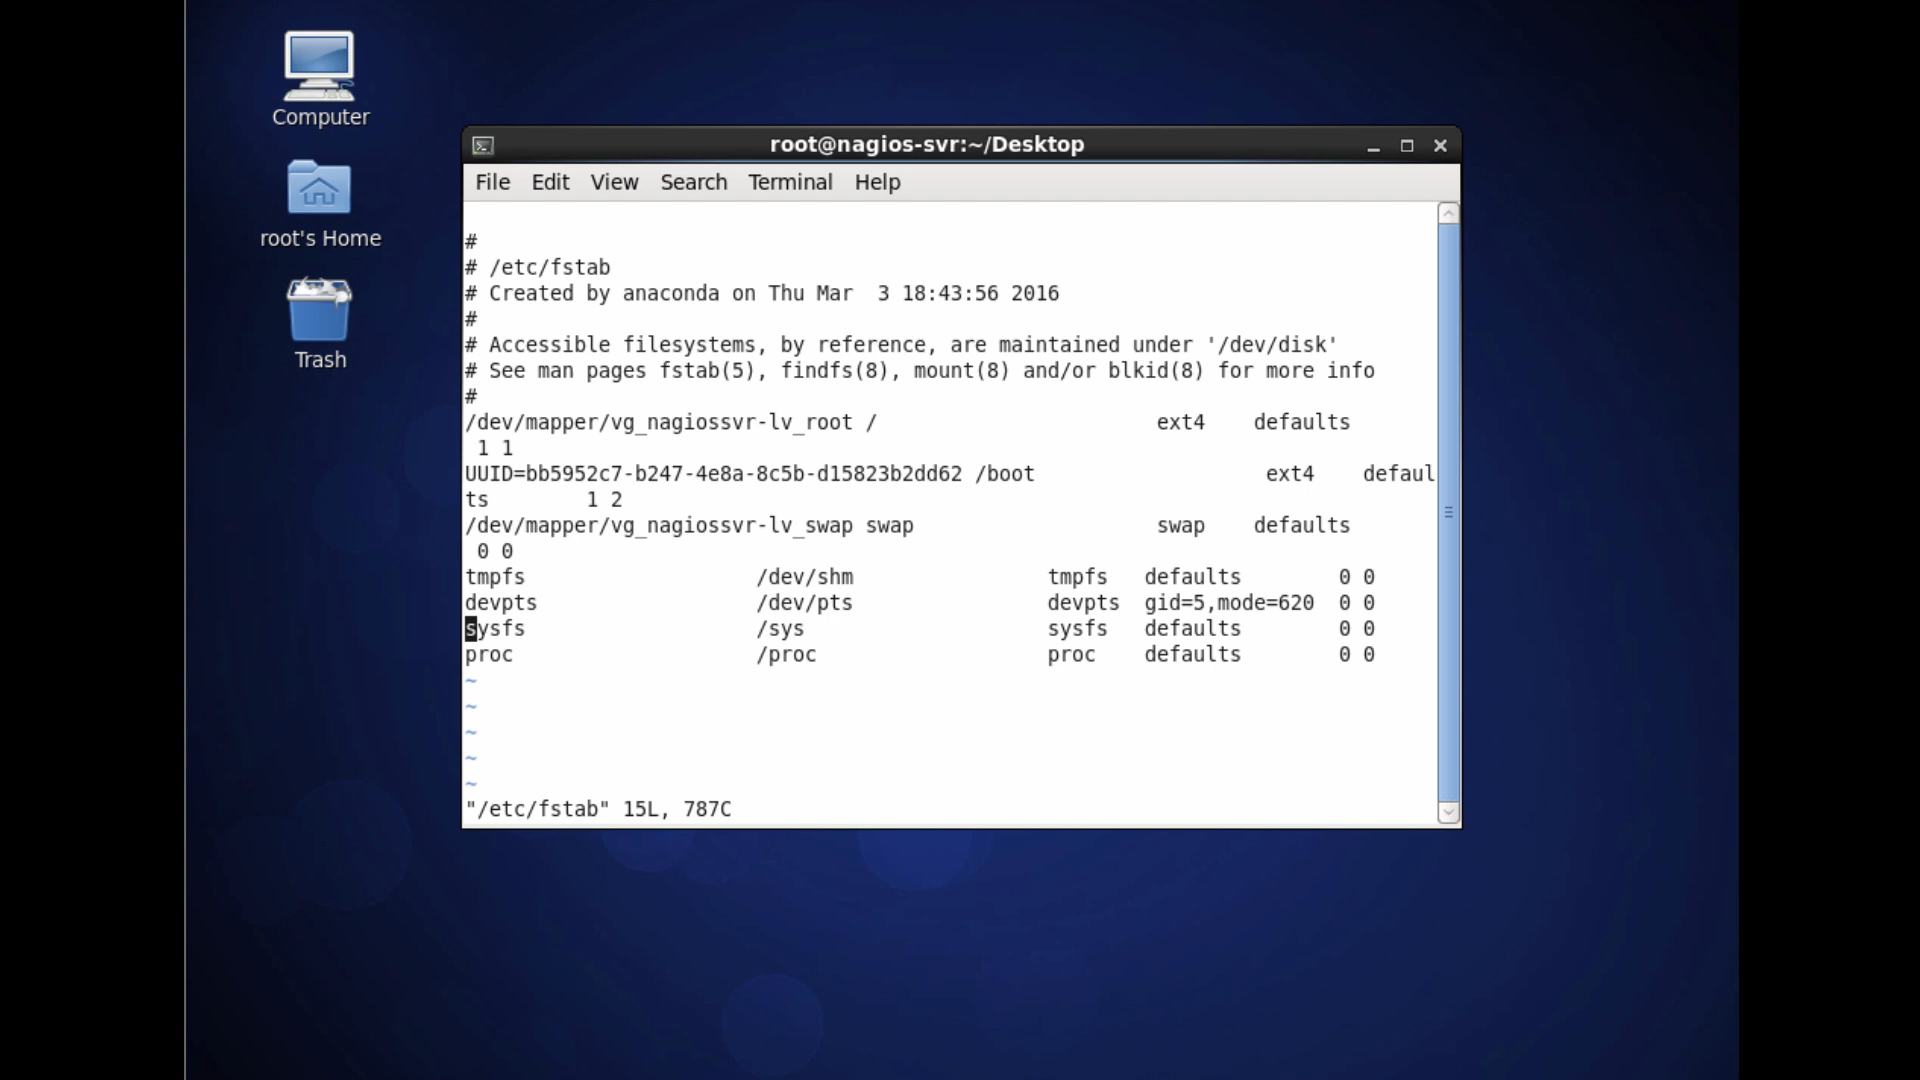 Computer
root's Home
Trash
root@nagios-svr:~/Desktop
File Edit View Search Terminal Help
#
# /etc/fstab
# Created by anaconda on Thu Mar  3 18:43:56 2016
#
# Accessible filesystems, by reference, are maintained under '/dev/disk'
# See man pages fstab(5), findfs(8), mount(8) and/or blkid(8) for more info
#
/dev/mapper/vg_nagiossvr-lv_root /                       ext4    defaults
 1 1
UUID=bb5952c7-b247-4e8a-8c5b-d15823b2dd62 /boot                   ext4    defaul
ts        1 2
/dev/mapper/vg_nagiossvr-lv_swap swap                    swap    defaults
 0 0
tmpfs                   /dev/shm                tmpfs   defaults        0 0
devpts                  /dev/pts                devpts  gid=5,mode=620  0 0
sysfs                   /sys                    sysfs   defaults        0 0
proc                    /proc                   proc    defaults        0 0
~
~
~
~
~
"/etc/fstab" 15L, 787C